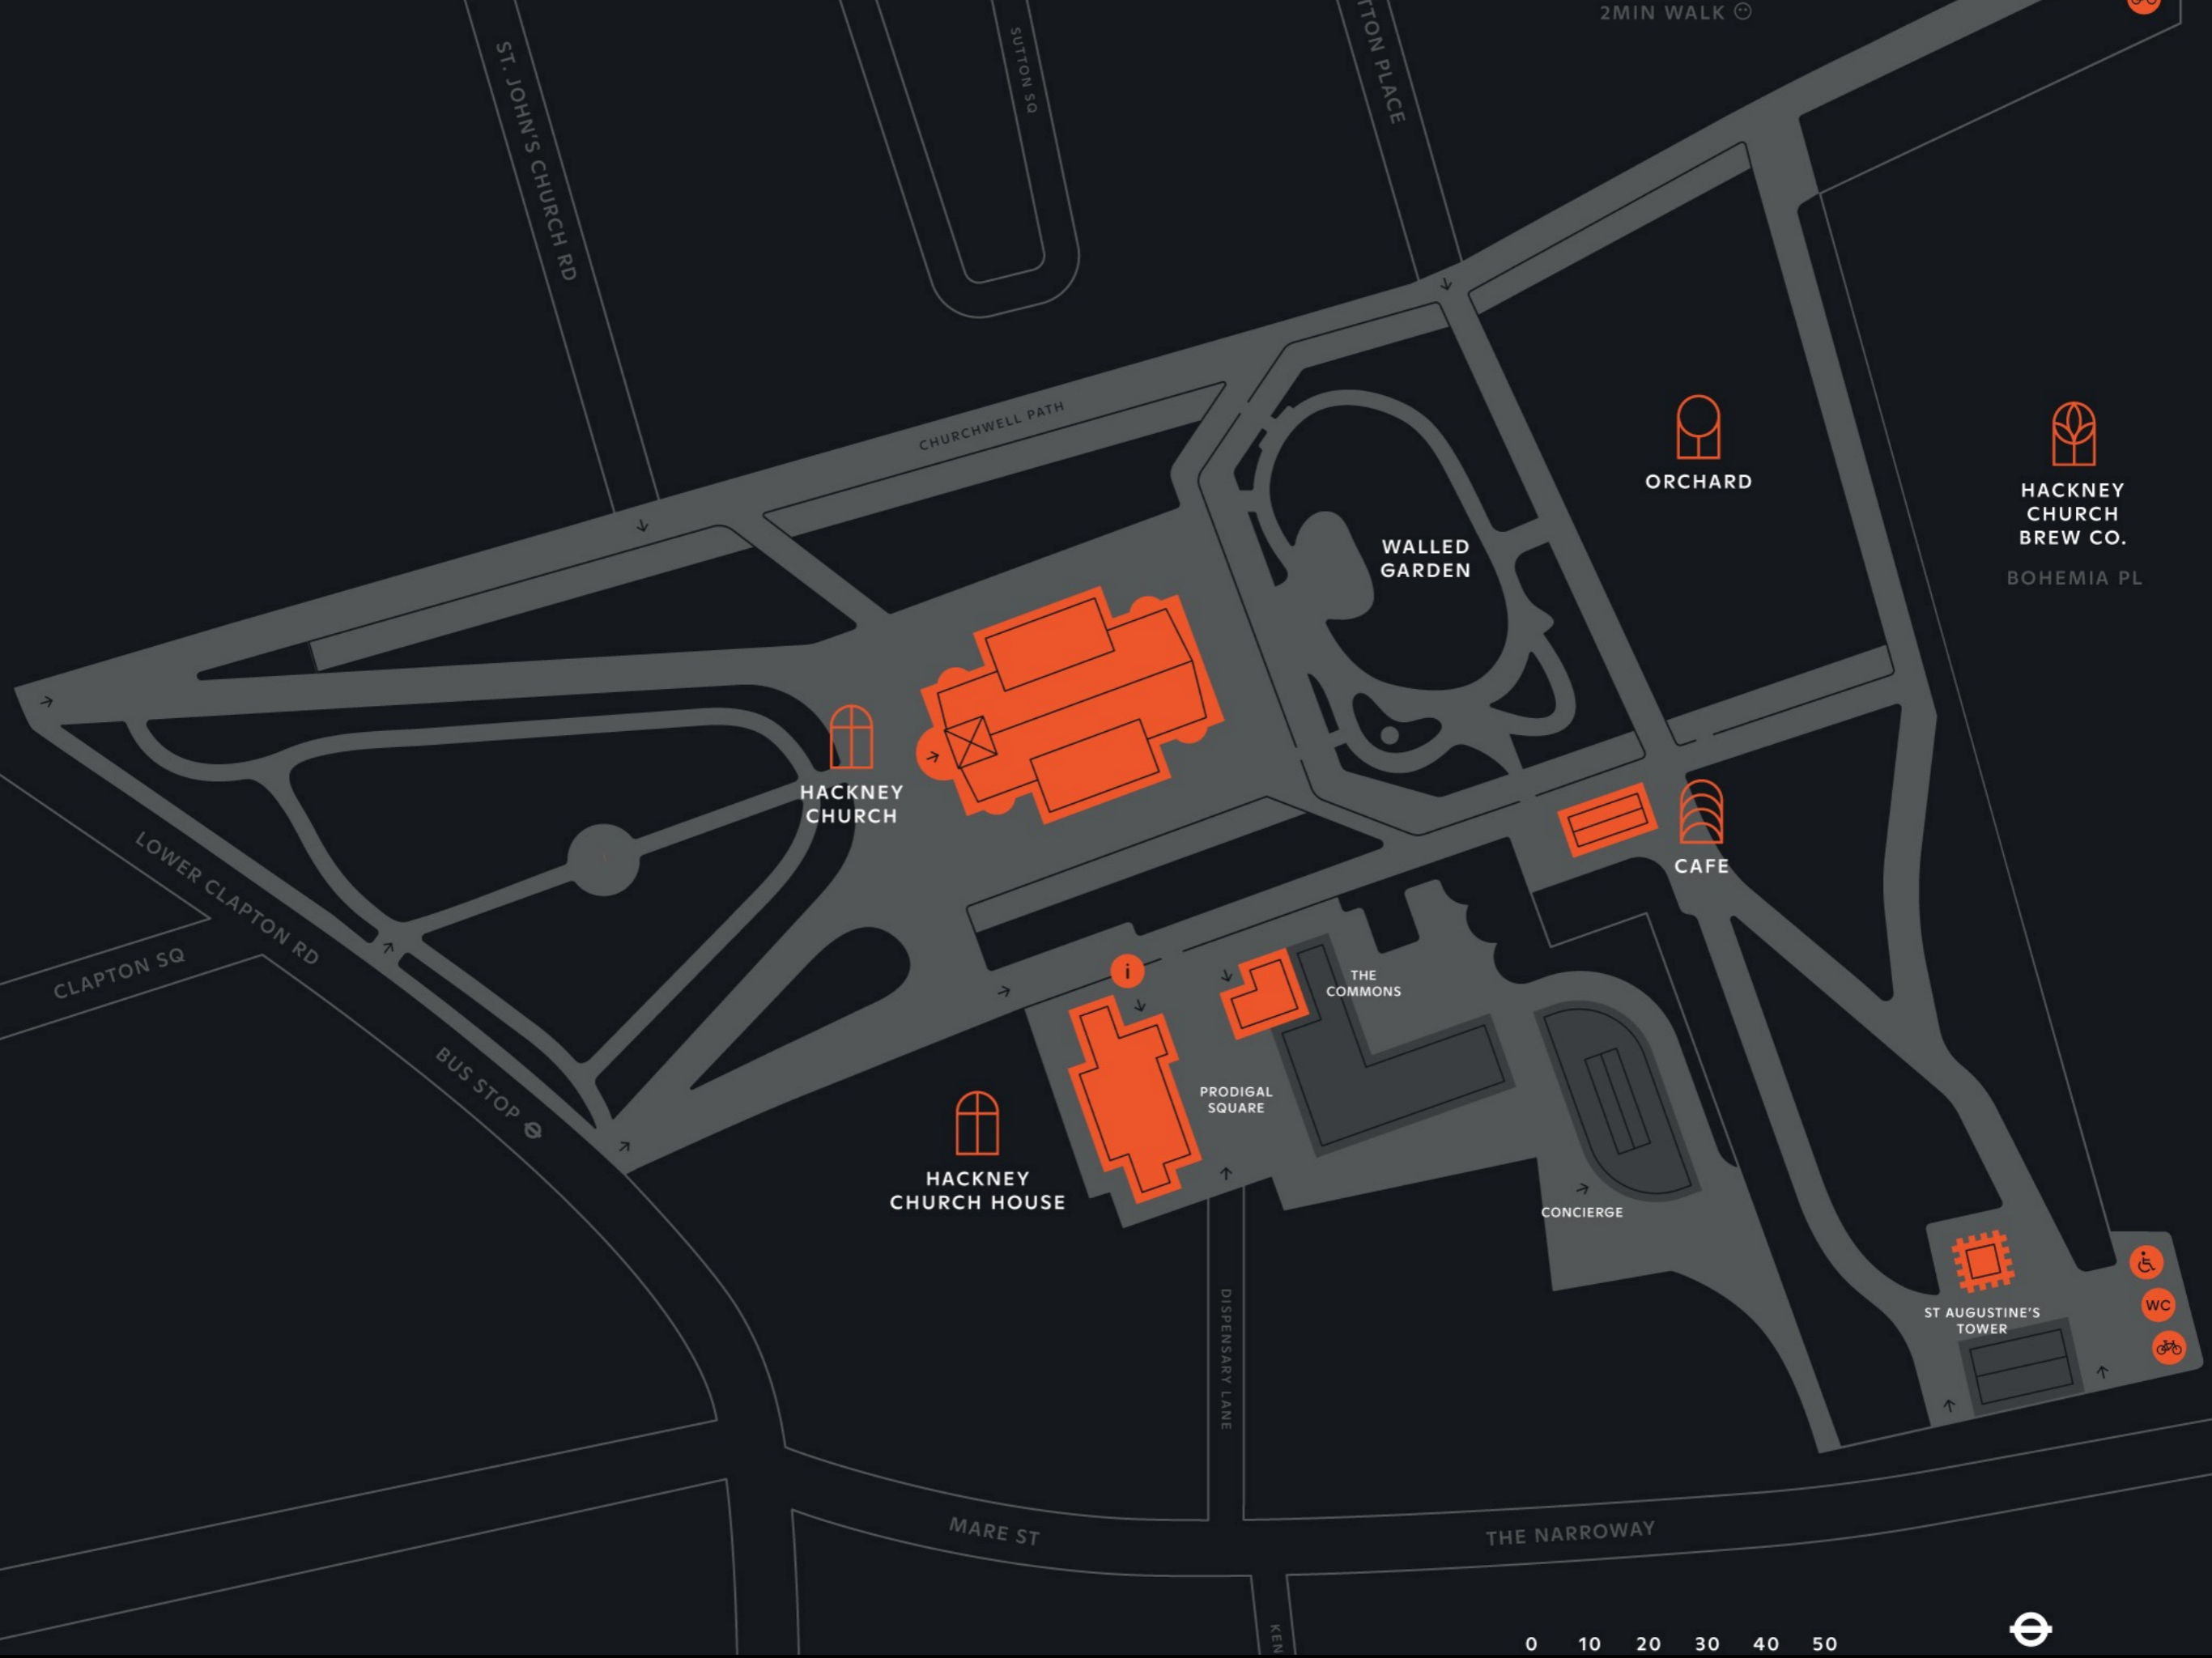 2MIN WALK
ST. JOHN'S CHURCH RD
SUTTON SQ
TTON PLACE
CHURCHWELL PATH
ORCHARD
HACKNEY
CHURCH
BREW CO.
BOHEMIA PL
WALLED
GARDEN
HACKNEY
CHURCH
CAFE
LOWER CLAPTON RD
CLAPTON SQ
BUS STOP
i
THE
COMMONS
PRODIGAL
SQUARE
HACKNEY
CHURCH HOUSE
CONCIERGE
ST AUGUSTINE'S
TOWER
WC
DISPENSARY LANE
MARE ST
THE NARROWAY
KEN
0 10 20 30 40 50